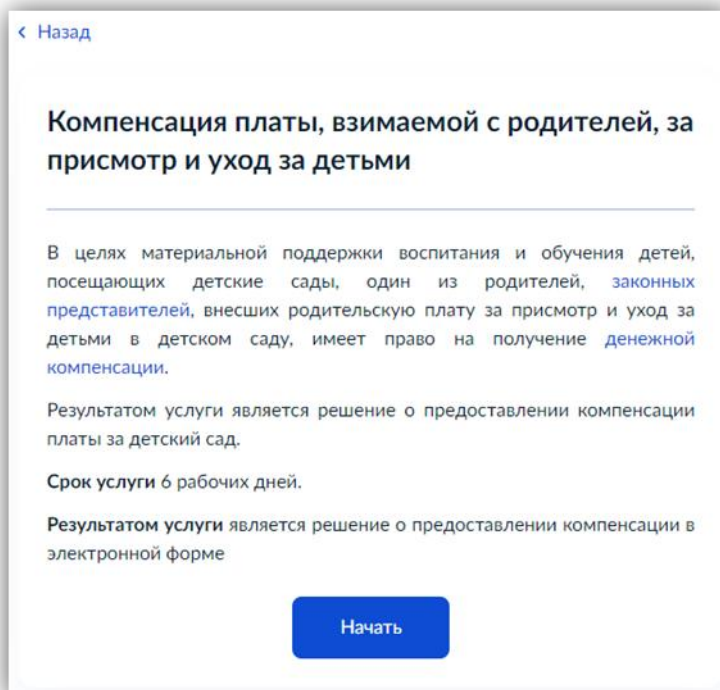 Назад
Компенсация платы, взимаемой с родителей, за
присмотр и уход за детьми
В целях материальной поддержки воспитания и обучения детей,
посещающих детские сады, один из родителей, законных
представителей, внесших родительскую плату за присмотр и уход за
детьми в детском саду, имеет право на получение денежной
компенсации.
Результатом услуги является решение о предоставлении компенсации
платы за детский сад.
Срок услуги 6 рабочих дней.
Результатом услуги является решение о предоставлении компенсации в
электронной форме
Начать